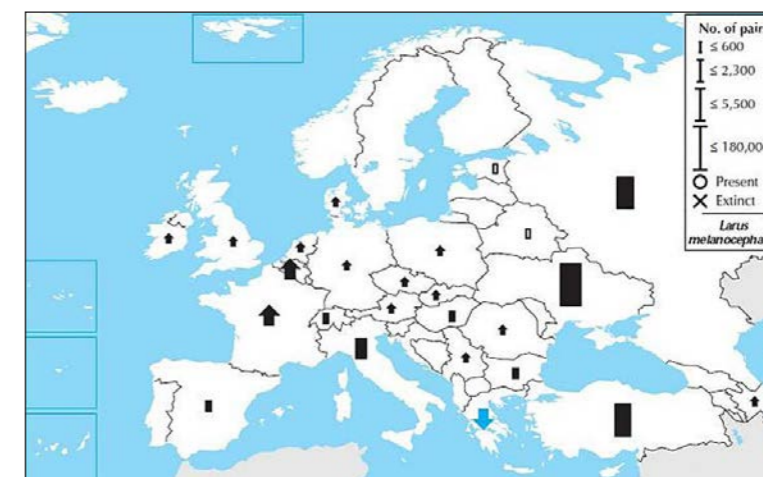 No. of pair
≤ 600
≤ 2,300
≤ 5,500
≤ 180,00
Present
Extinct
Larus
melanocepha